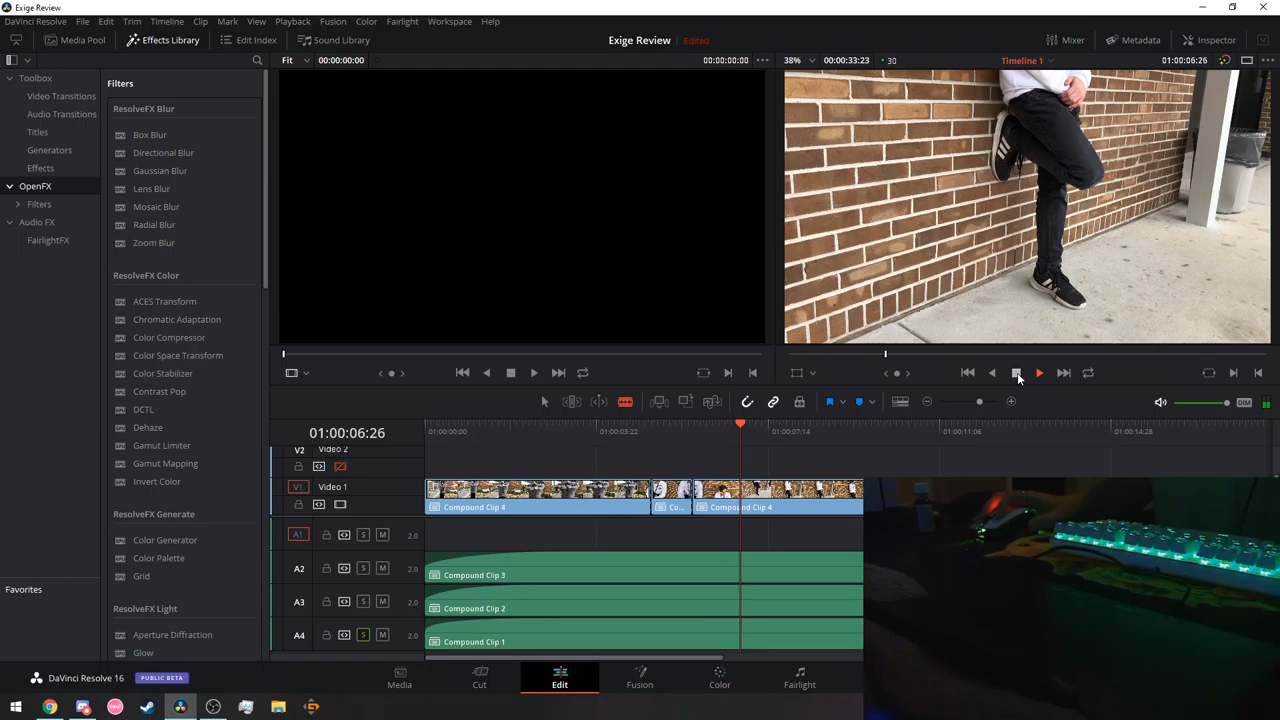 Exige Review
DaVinci Resolve File Edit Trim Timeline Clip Mark View Playback Fusion Color Fairlight Workspace Help
Media Pool Effects Library Edit Index Sound Library Exige Review Edited Mixer Metadata Inspector
Fit 00:00:00:00 00:00:00:00 38% 00:00:33:23 30 Timeline 1 01:00:06:26
Toolbox
Video Transitions
Audio Transitions
Titles
Generators
Effects
OpenFX
Filters
Audio FX
FairlightFX
Favorites
Filters
ResolveFX Blur
Box Blur
Directional Blur
Gaussian Blur
Lens Blur
Mosaic Blur
Radial Blur
Zoom Blur
ResolveFX Color
ACES Transform
Chromatic Adaptation
Color Compressor
Color Space Transform
Color Stabilizer
Contrast Pop
DCTL
Dehaze
Gamut Limiter
Gamut Mapping
Invert Color
ResolveFX Generate
Color Generator
Color Palette
Grid
ResolveFX Light
Aperture Diffraction
Glow
DIM
01:00:06:26 01:00:00:00 01:00:03:22 01:00:07:14 01:00:11:06 01:00:14:28
V2 Video 2
V1 Video 1
Compound Clip 4 Co... Compound Clip 4
A1 S M 2.0
A2 S M 2.0 Compound Clip 3
A3 S M 2.0 Compound Clip 2
A4 S M 2.0 Compound Clip 1
DaVinci Resolve 16 PUBLIC BETA
Media Cut Edit Fusion Color Fairlight
osu!